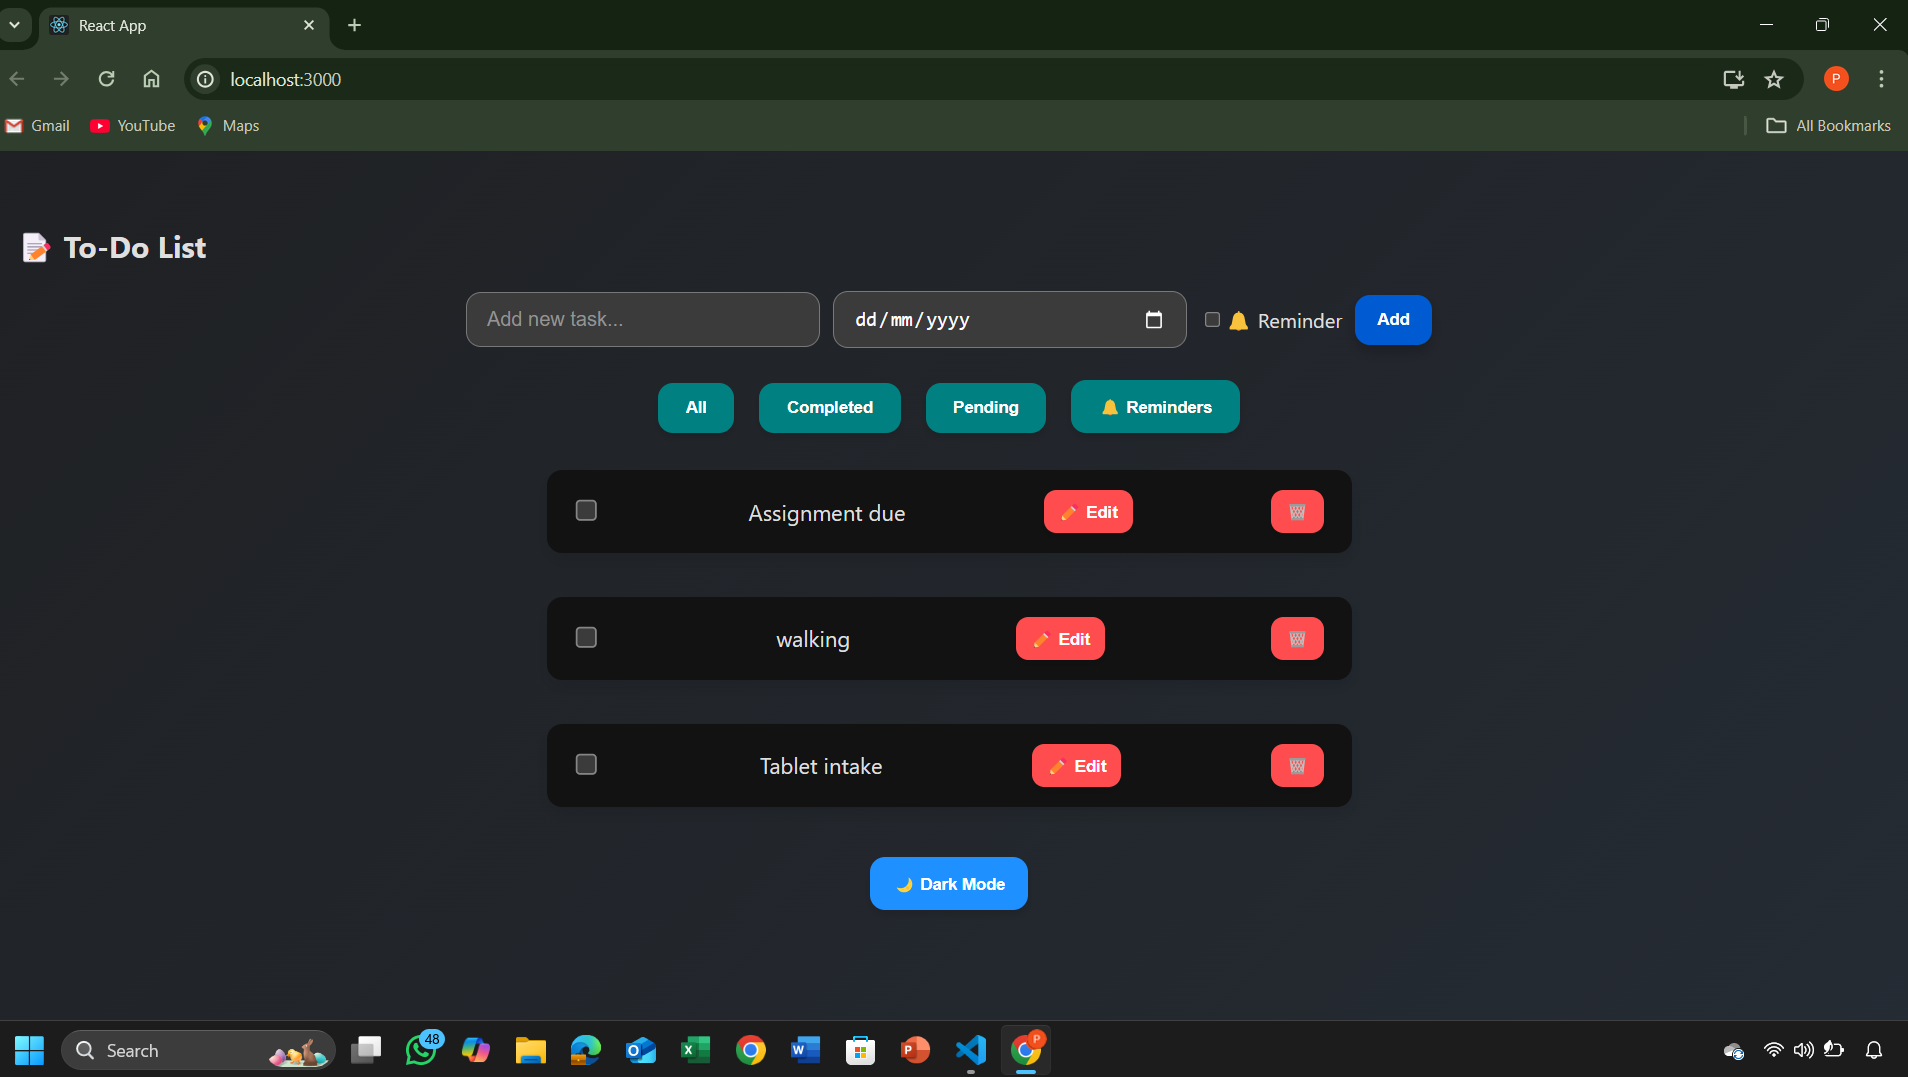 React App
localhost:3000
P
Gmail
YouTube
Maps
All Bookmarks
To-Do List
Add new task...
dd/mm/yyyy
Reminder
Add
All
Completed
Pending
Reminders
Assignment due
Edit
walking
Edit
Tablet intake
Edit
Dark Mode
Search
48
P